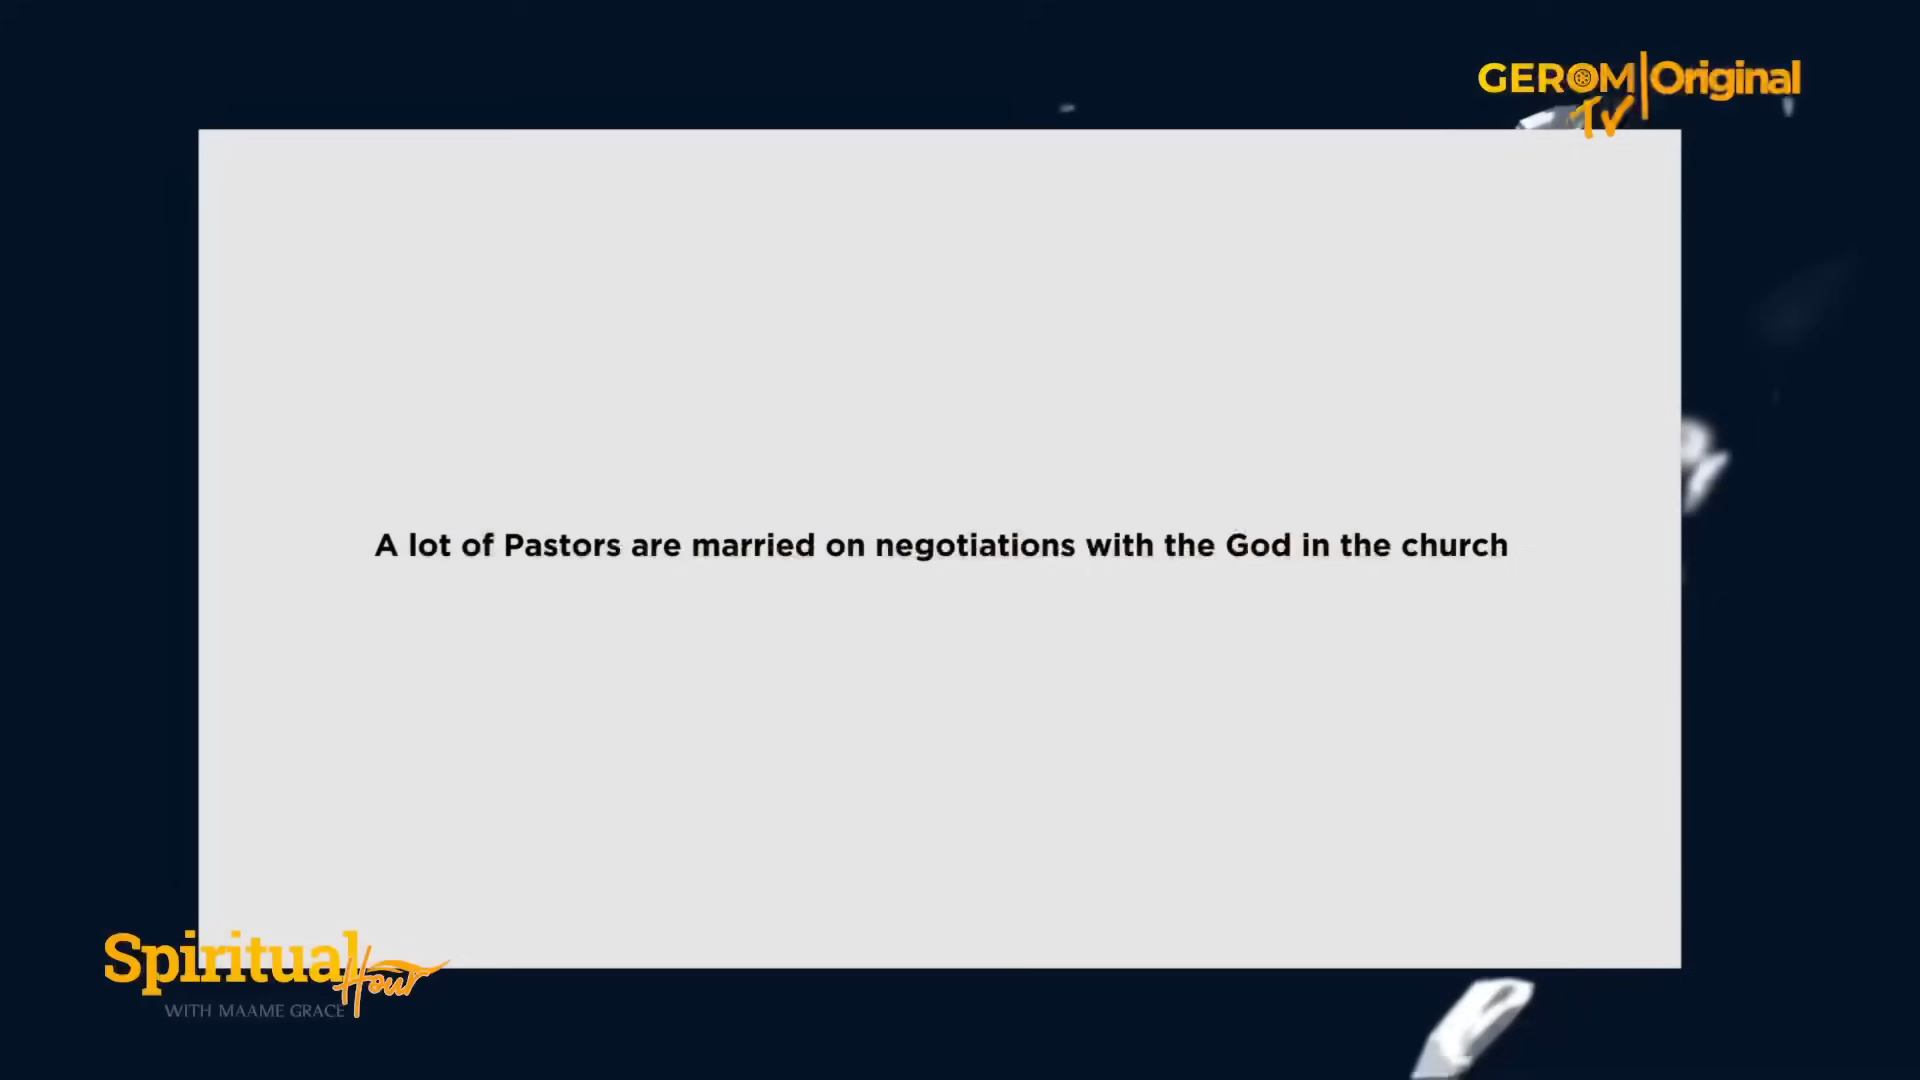 GEROM TV | Original
A lot of Pastors are married on negotiations with the God in the church
Spiritual Hour
WITH MAAME GRACE